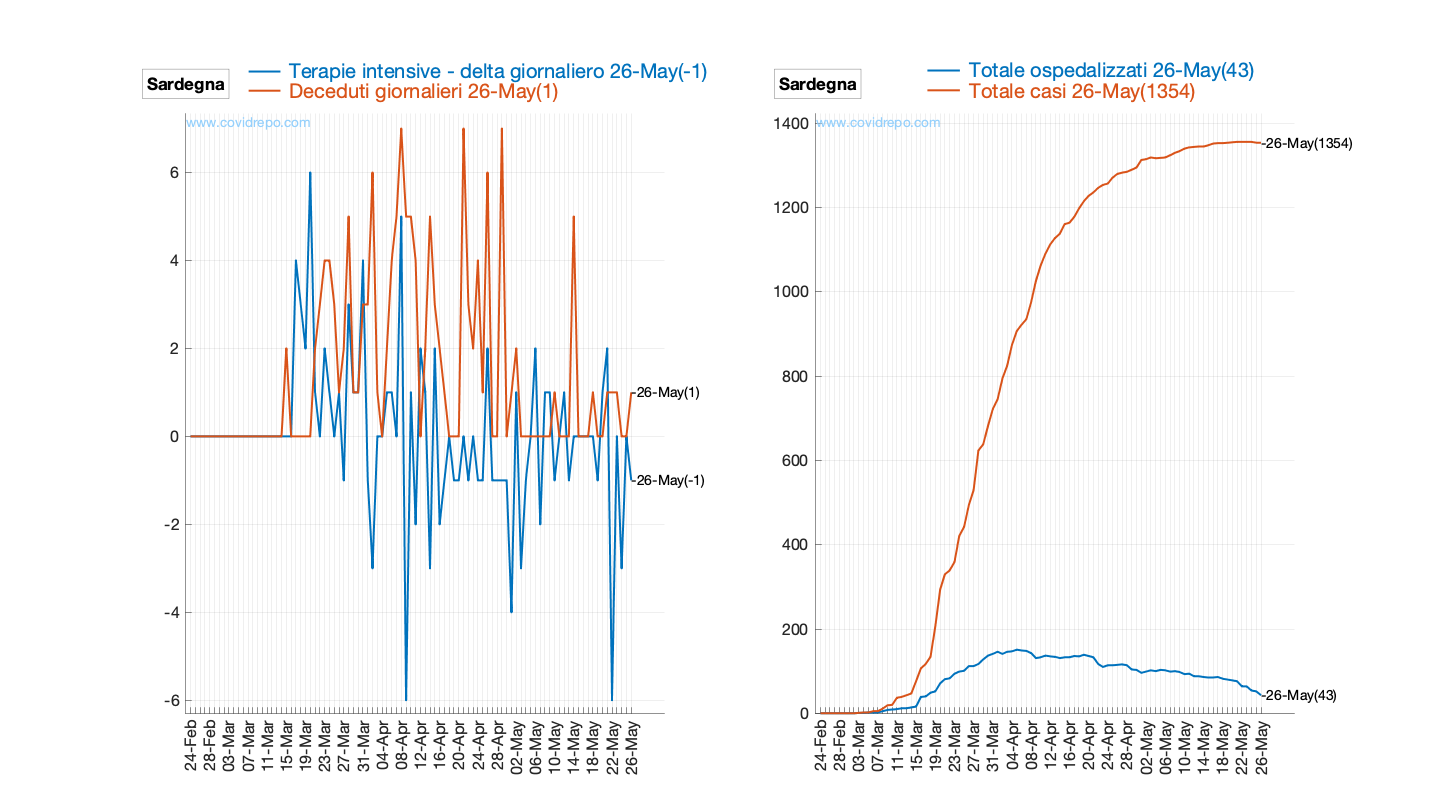 Sardegna
Terapie intensive - delta giornaliero 26-May(-1)
Deceduti giornalieri 26-May(1)
www.covidrepo.com
6
4
2
0
-2
-4
-6
26-May(1)
26-May(-1)
24-Feb
28-Feb
03-Mar
07-Mar
11-Mar
15-Mar
19-Mar
23-Mar
27-Mar
31-Mar
04-Apr
08-Apr
12-Apr
16-Apr
20-Apr
24-Apr
28-Apr
02-May
06-May
10-May
14-May
18-May
22-May
26-May
Sardegna
Totale ospedalizzati 26-May(43)
Totale casi 26-May(1354)
www.covidrepo.com
1400
1200
1000
800
600
400
200
0
26-May(1354)
26-May(43)
24-Feb
28-Feb
03-Mar
07-Mar
11-Mar
15-Mar
19-Mar
23-Mar
27-Mar
31-Mar
04-Apr
08-Apr
12-Apr
16-Apr
20-Apr
24-Apr
28-Apr
02-May
06-May
10-May
14-May
18-May
22-May
26-May